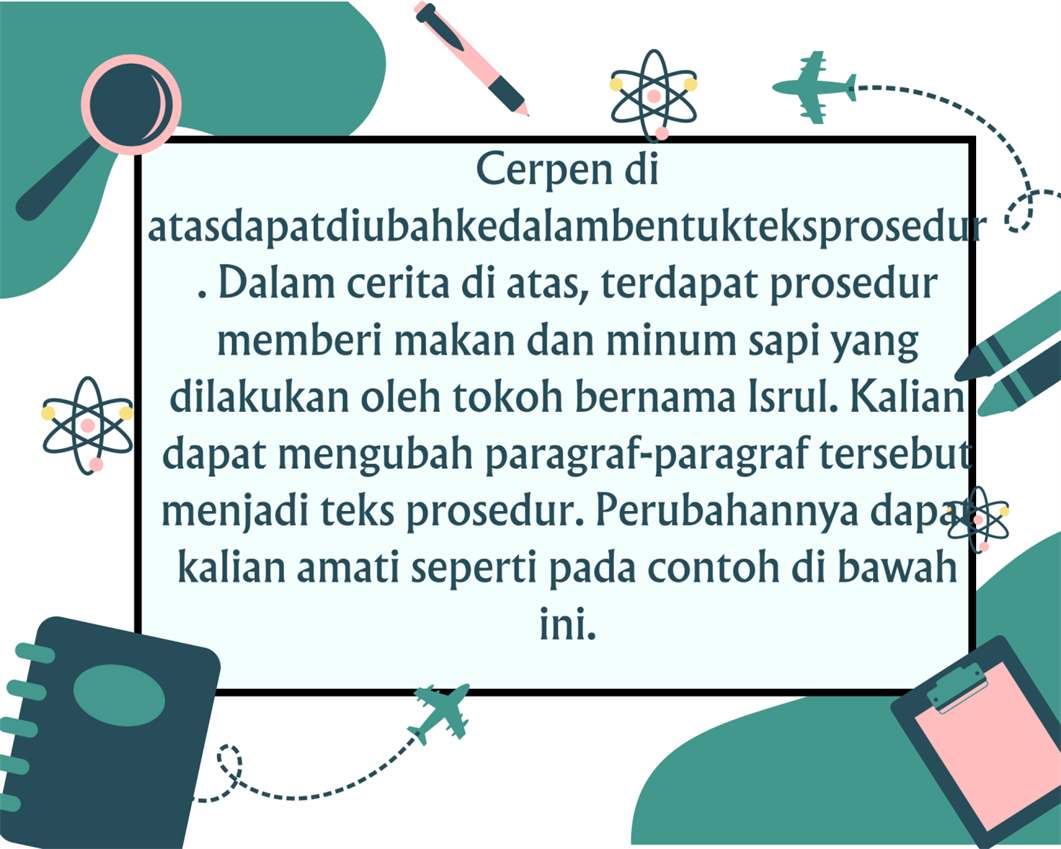 Cerpen di
atasdapatdiubahkedalambentukteksprosedur
. Dalam cerita di atas, terdapat prosedur
memberi makan dan minum sapi yang
dilakukan oleh tokoh bernama Isrul. Kalian
dapat mengubah paragraf-paragraf tersebut
menjadi teks prosedur. Perubahannya dapat
kalian amati seperti pada contoh di bawah
ini.